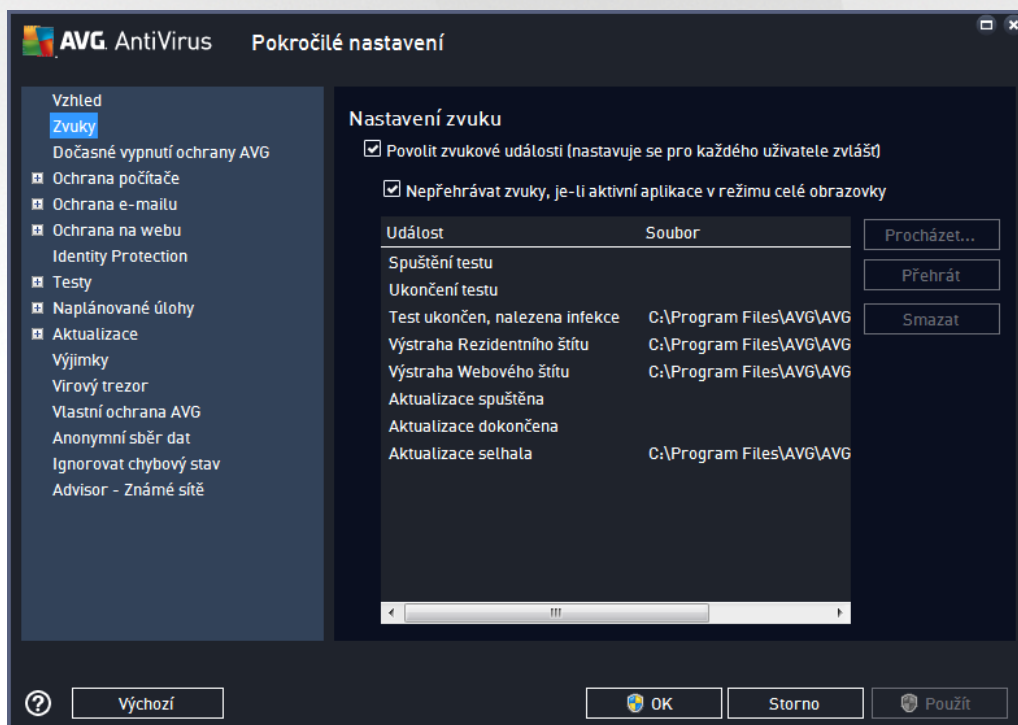 AVG. AntiVirus Pokročilé nastavení
Vzhled
Zvuky
Dočasné vypnutí ochrany AVG
Ochrana počítače
Ochrana e-mailu
Ochrana na webu
Identity Protection
Testy
Naplánované úlohy
Aktualizace
Výjimky
Virový trezor
Vlastní ochrana AVG
Anonymní sběr dat
Ignorovat chybový stav
Advisor - Známé sítě
Nastavení zvuku
Povolit zvukové události (nastavuje se pro každého uživatele zvlášť)
Nepřehrávat zvuky, je-li aktivní aplikace v režimu celé obrazovky
Událost Soubor
Spuštění testu
Ukončení testu
Test ukončen, nalezena infekce C:\Program Files\AVG\AVG
Výstraha Rezidentního štítu C:\Program Files\AVG\AVG
Výstraha Webového štítu C:\Program Files\AVG\AVG
Aktualizace spuštěna
Aktualizace dokončena
Aktualizace selhala C:\Program Files\AVG\AVG
Procházet...
Přehrát
Smazat
Výchozí OK Storno Použít